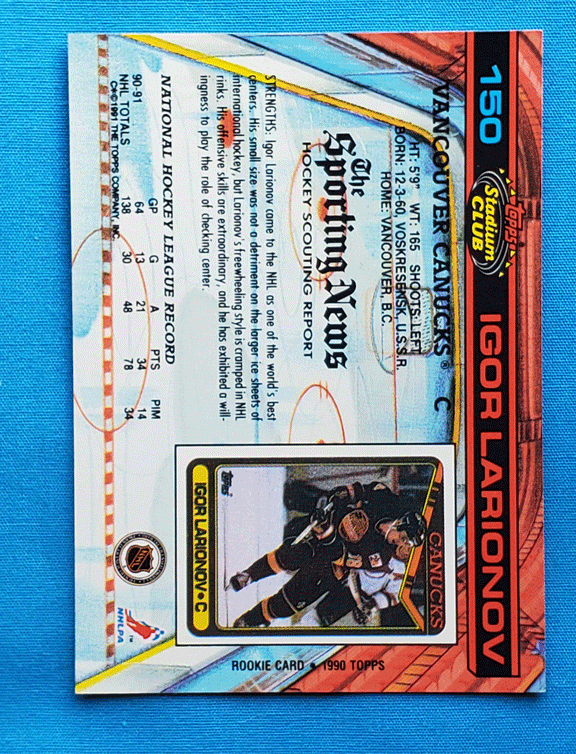 150
TOPPS
Stadium
CLUB
IGOR LARIONOV
VANCOUVER CANUCKS® C
HT: 5'9" WT: 165 SHOOTS: LEFT
BORN: 12-3-60, VOSKRESENSK, U.S.S.R.
HOME: VANCOUVER, B.C.
The
Sporting News
HOCKEY SCOUTING REPORT
STRENGTHS: Igor Larionov came to the NHL as one of the world's best
centers. His small size was not a detriment on the larger ice sheets of
international hockey, but Larionov's freewheeling style is cramped in NHL
rinks. His offensive skills are extraordinary, and he has exhibited a will-
ingness to play the role of checking center.
CANUCKS
topps
IGOR LARIONOV • C
ROOKIE CARD • 1990 TOPPS
NATIONAL HOCKEY LEAGUE RECORD
GP G A PTS PIM
90-91 64 13 21 34 14
NHL TOTALS 138 30 48 78 34
C#©1991 THE TOPPS COMPANY, INC.
NHL
NHLPA™